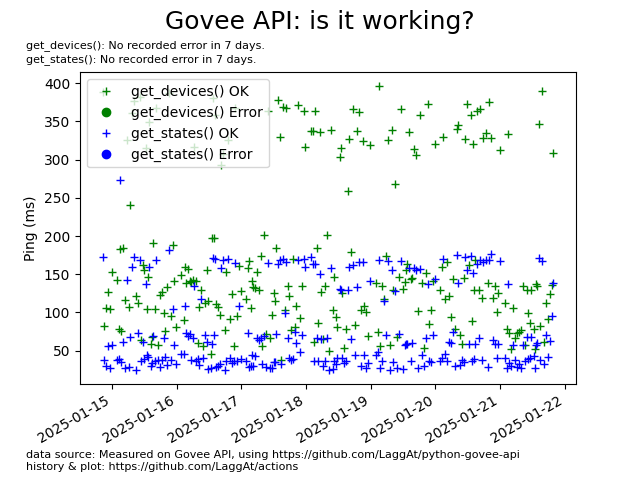 Govee API: is it working?
get_devices(): No recorded error in 7 days.
get_states(): No recorded error in 7 days.
get_devices() OK
get_devices() Error
get_states() OK
get_states() Error
Ping (ms)
400
350
300
250
200
150
100
50
2025-01-15
2025-01-16
2025-01-17
2025-01-18
2025-01-19
2025-01-20
2025-01-21
2025-01-22
data source: Measured on Govee API, using https://github.com/LaggAt/python-govee-api
history & plot: https://github.com/LaggAt/actions